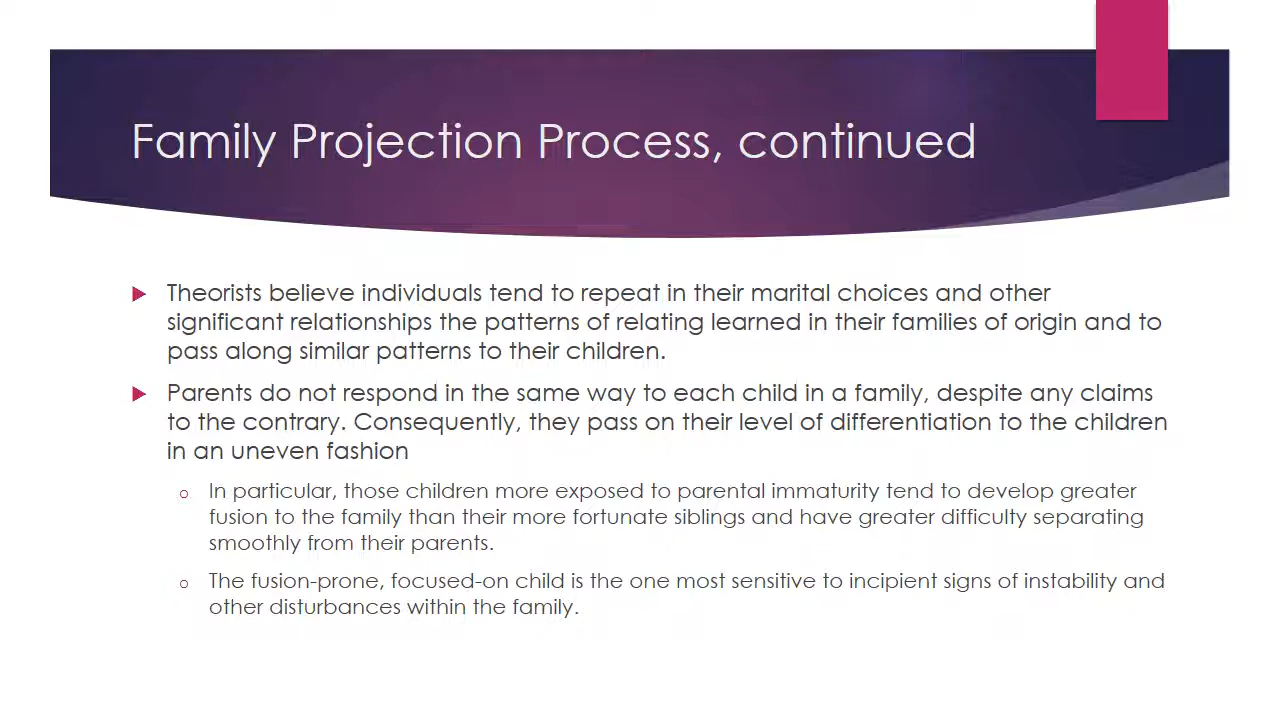 Family Projection Process, continued
Theorists believe individuals tend to repeat in their marital choices and other
significant relationships the patterns of relating learned in their families of origin and to
pass along similar patterns to their children.
Parents do not respond in the same way to each child in a family, despite any claims
to the contrary. Consequently, they pass on their level of differentiation to the children
in an uneven fashion
In particular, those children more exposed to parental immaturity tend to develop greater
fusion to the family than their more fortunate siblings and have greater difficulty separating
smoothly from their parents.
The fusion-prone, focused-on child is the one most sensitive to incipient signs of instability and
other disturbances within the family.